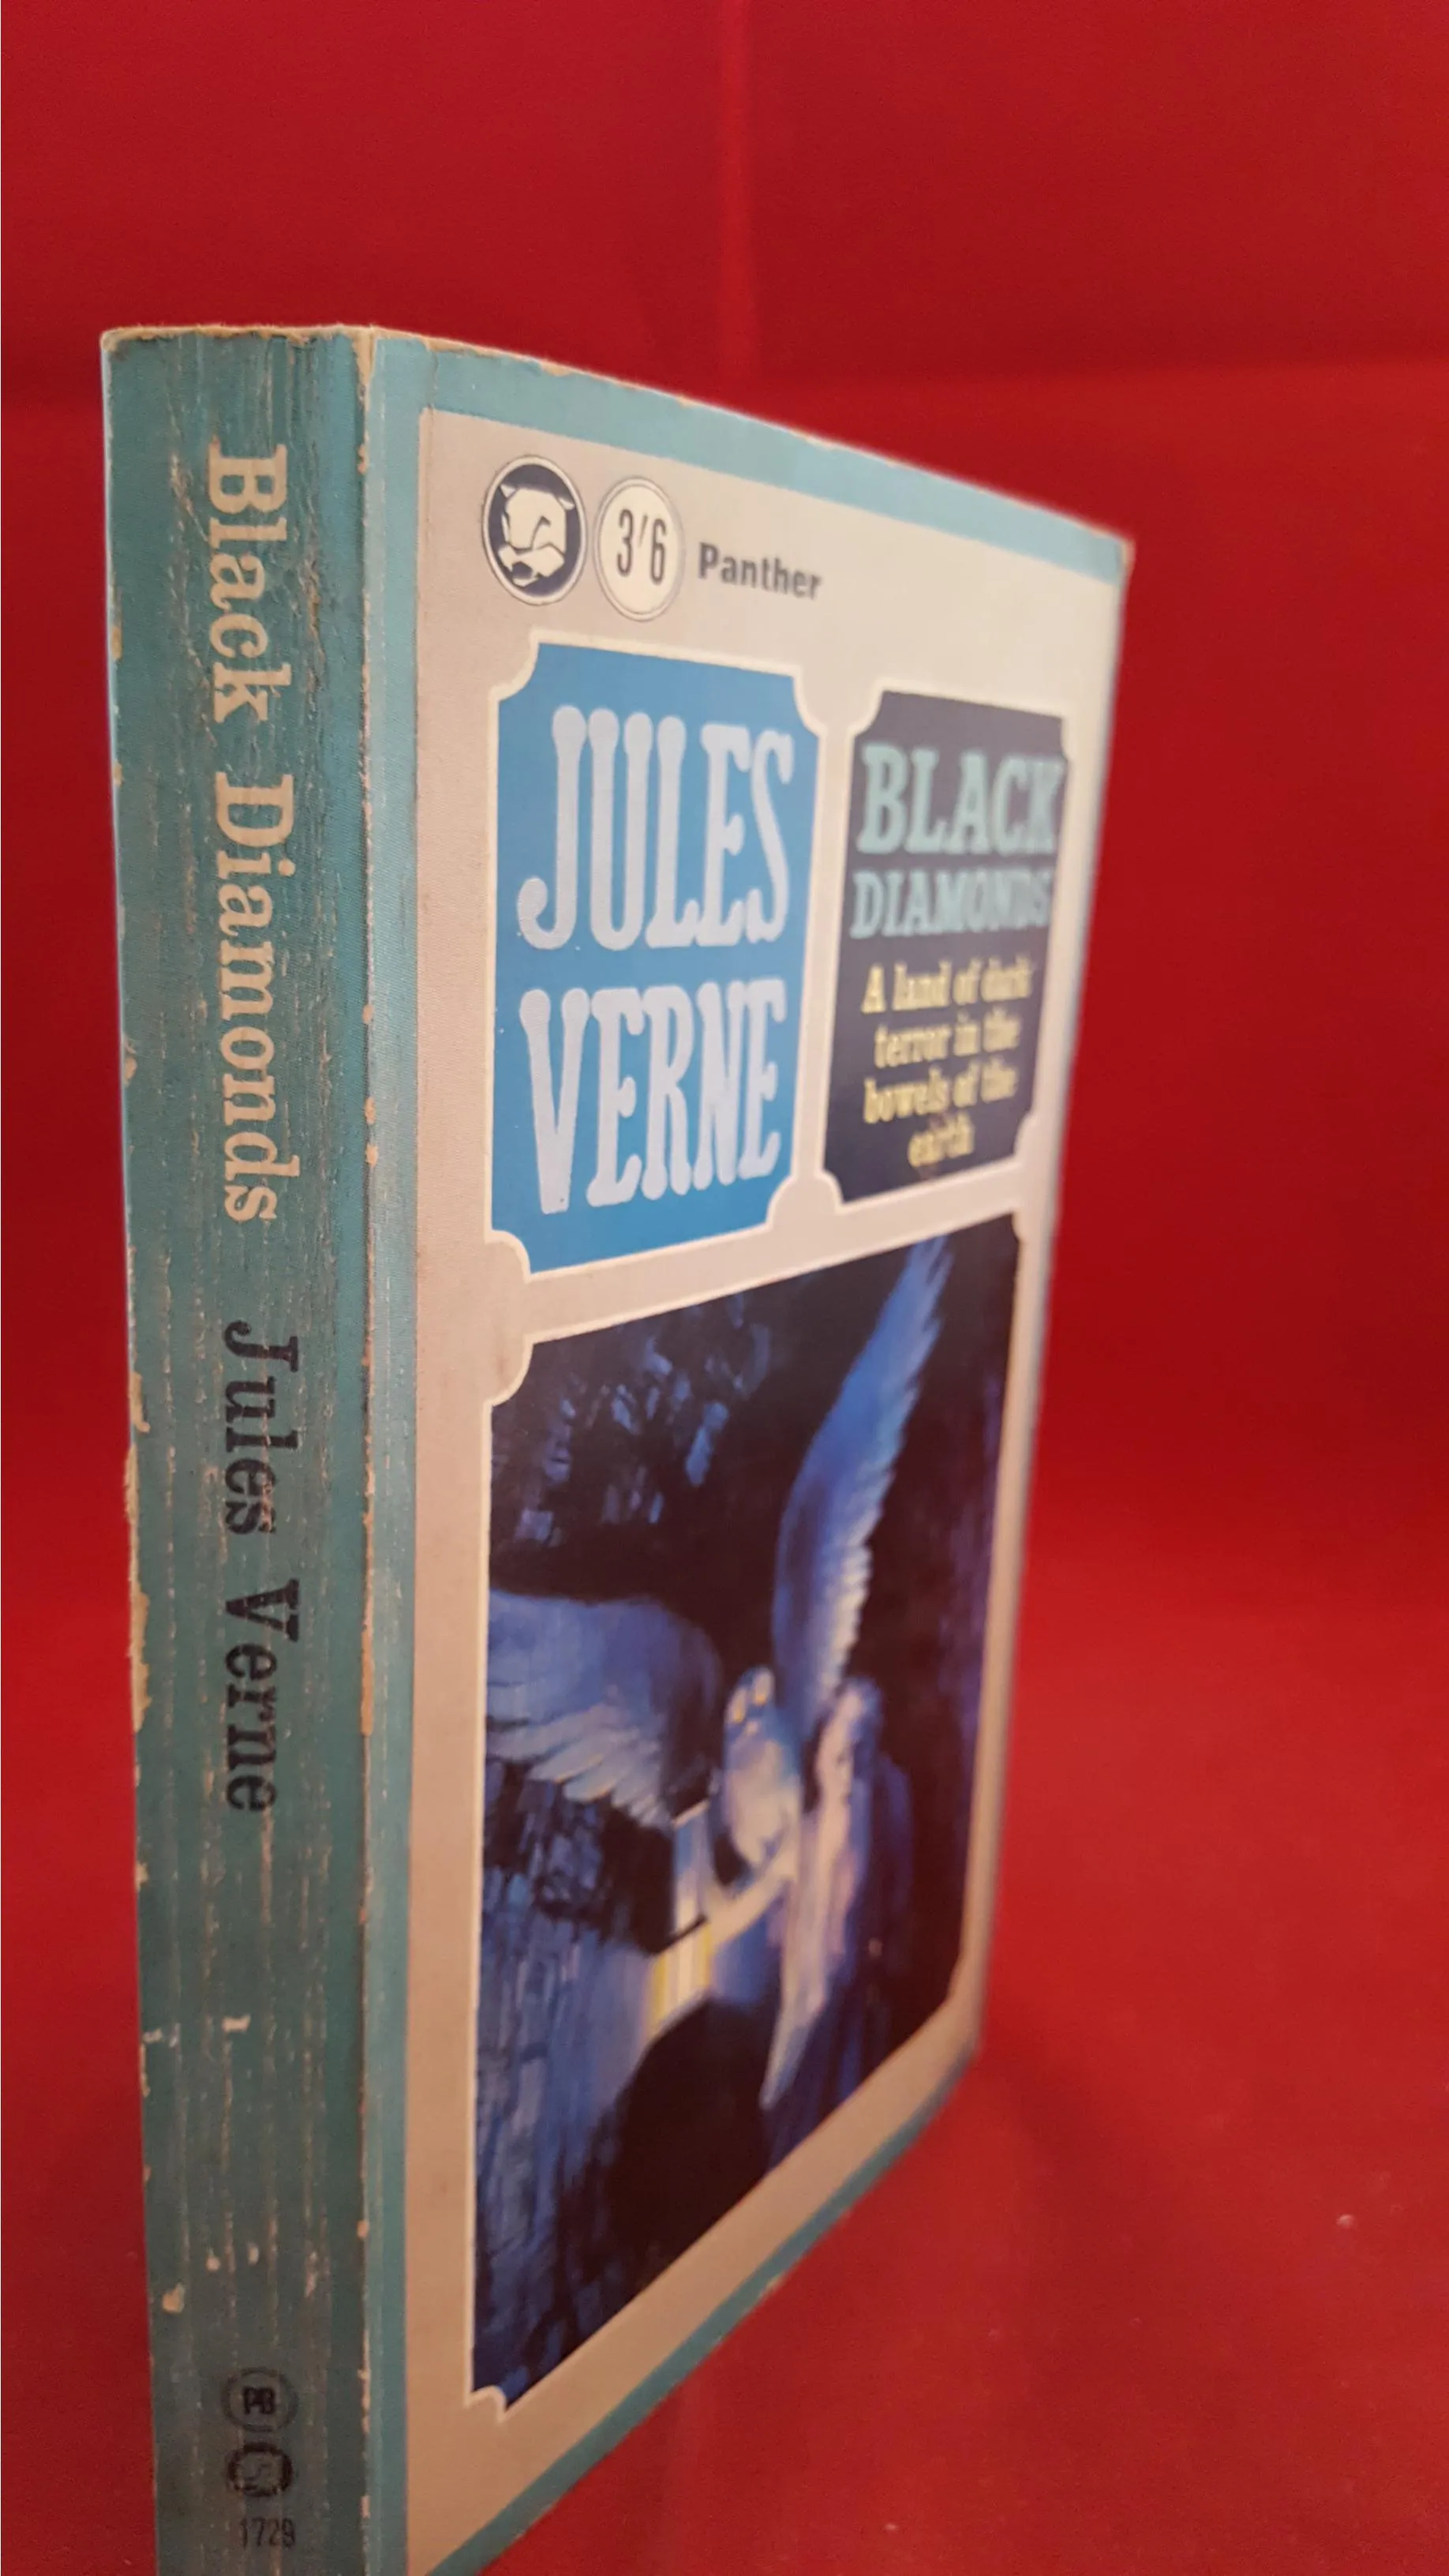 Black Diamonds Jules Verne
PB
1729
3'6 Panther
JULES
VERNE
BLACK
DIAMONDS
A land of dark
terror in the
bowels of the
earth